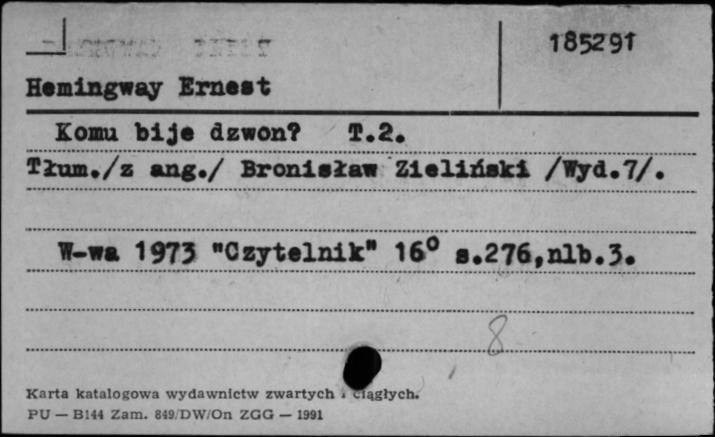 185291
Hemingway Ernest
Komu bije dzwon? T.2.
Tłum./z ang./ Bronisław Zieliński /Wyd.7/.
W-wa 1973 "Czytelnik" 16° s.276,nlb.3.
8
Karta katalogowa wydawnictw zwartych i ciągłych.
PU — B144 Zam. 849/DW/On ZGG — 1991